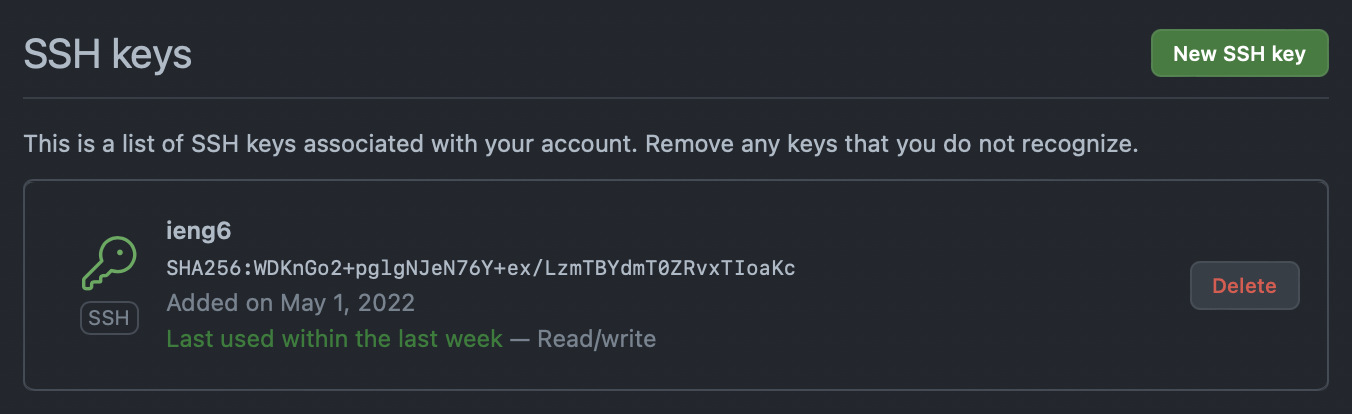 SSH keys
New SSH key
This is a list of SSH keys associated with your account. Remove any keys that you do not recognize.
ieng6
SHA256:WDKnGo2+pglgNJeN76Y+ex/LzmTBYdmT0ZRvxTIoaKc
Added on May 1, 2022
Last used within the last week — Read/write
SSH
Delete